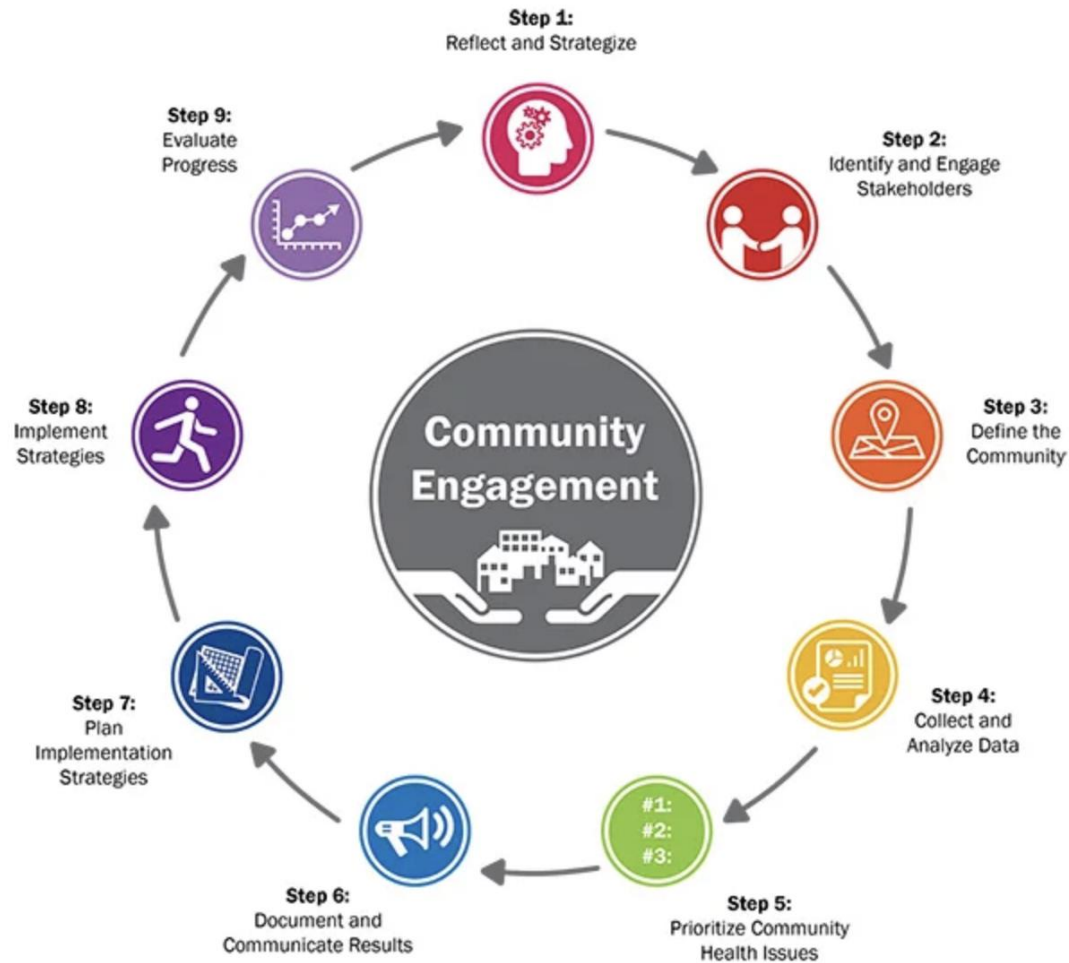 Step 1:
Reflect and Strategize
Step 2:
Identify and Engage
Stakeholders
Step 3:
Define the
Community
Step 4:
Collect and
Analyze Data
#1:
#2:
#3:
Step 5:
Prioritize Community
Health Issues
Step 6:
Document and
Communicate Results
Step 7:
Plan
Implementation
Strategies
Step 8:
Implement
Strategies
Step 9:
Evaluate
Progress
Community
Engagement